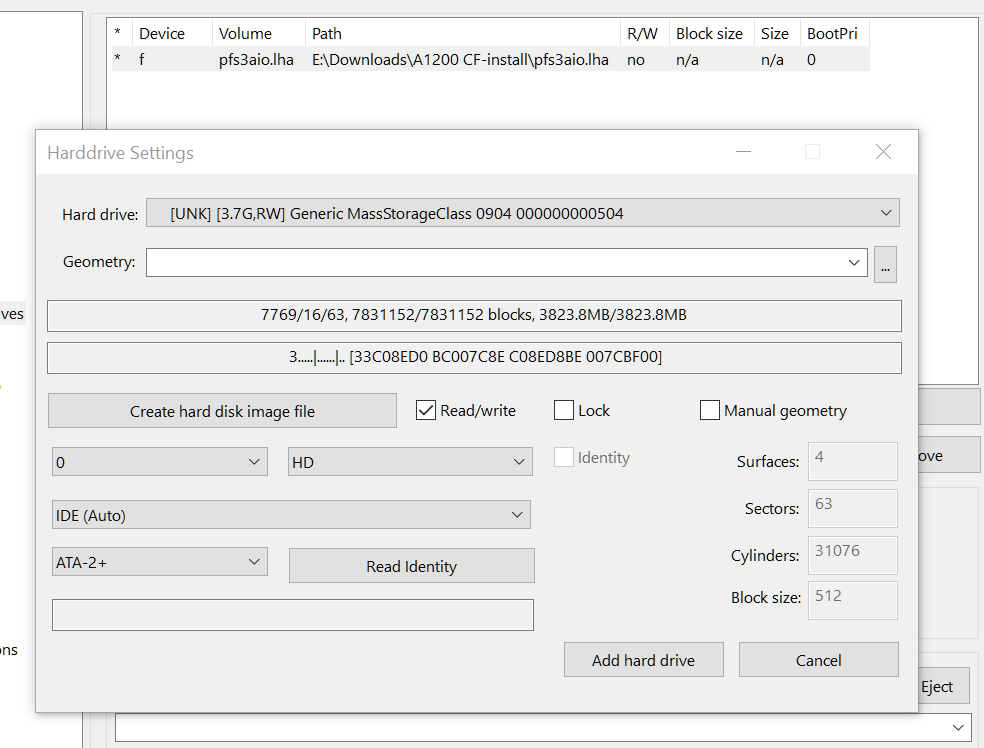 * Device Volume Path R/W Block size Size BootPri
* f pfs3aio.lha E:\Downloads\A1200 CF-install\pfs3aio.lha no n/a n/a 0
Harddrive Settings
Hard drive: [UNK] [3.7G,RW] Generic MassStorageClass 0904 000000000504
Geometry: ...
ves
7769/16/63, 7831152/7831152 blocks, 3823.8MB/3823.8MB
3.....|......|.. [33C08ED0 BC007C8E C08ED8BE 007CBF00]
Create hard disk image file Read/write Lock Manual geometry
0 HD Identity Surfaces: 4
ove
IDE (Auto) Sectors: 63
ATA-2+ Read Identity Cylinders: 31076
Block size: 512
ons
Add hard drive Cancel
Eject